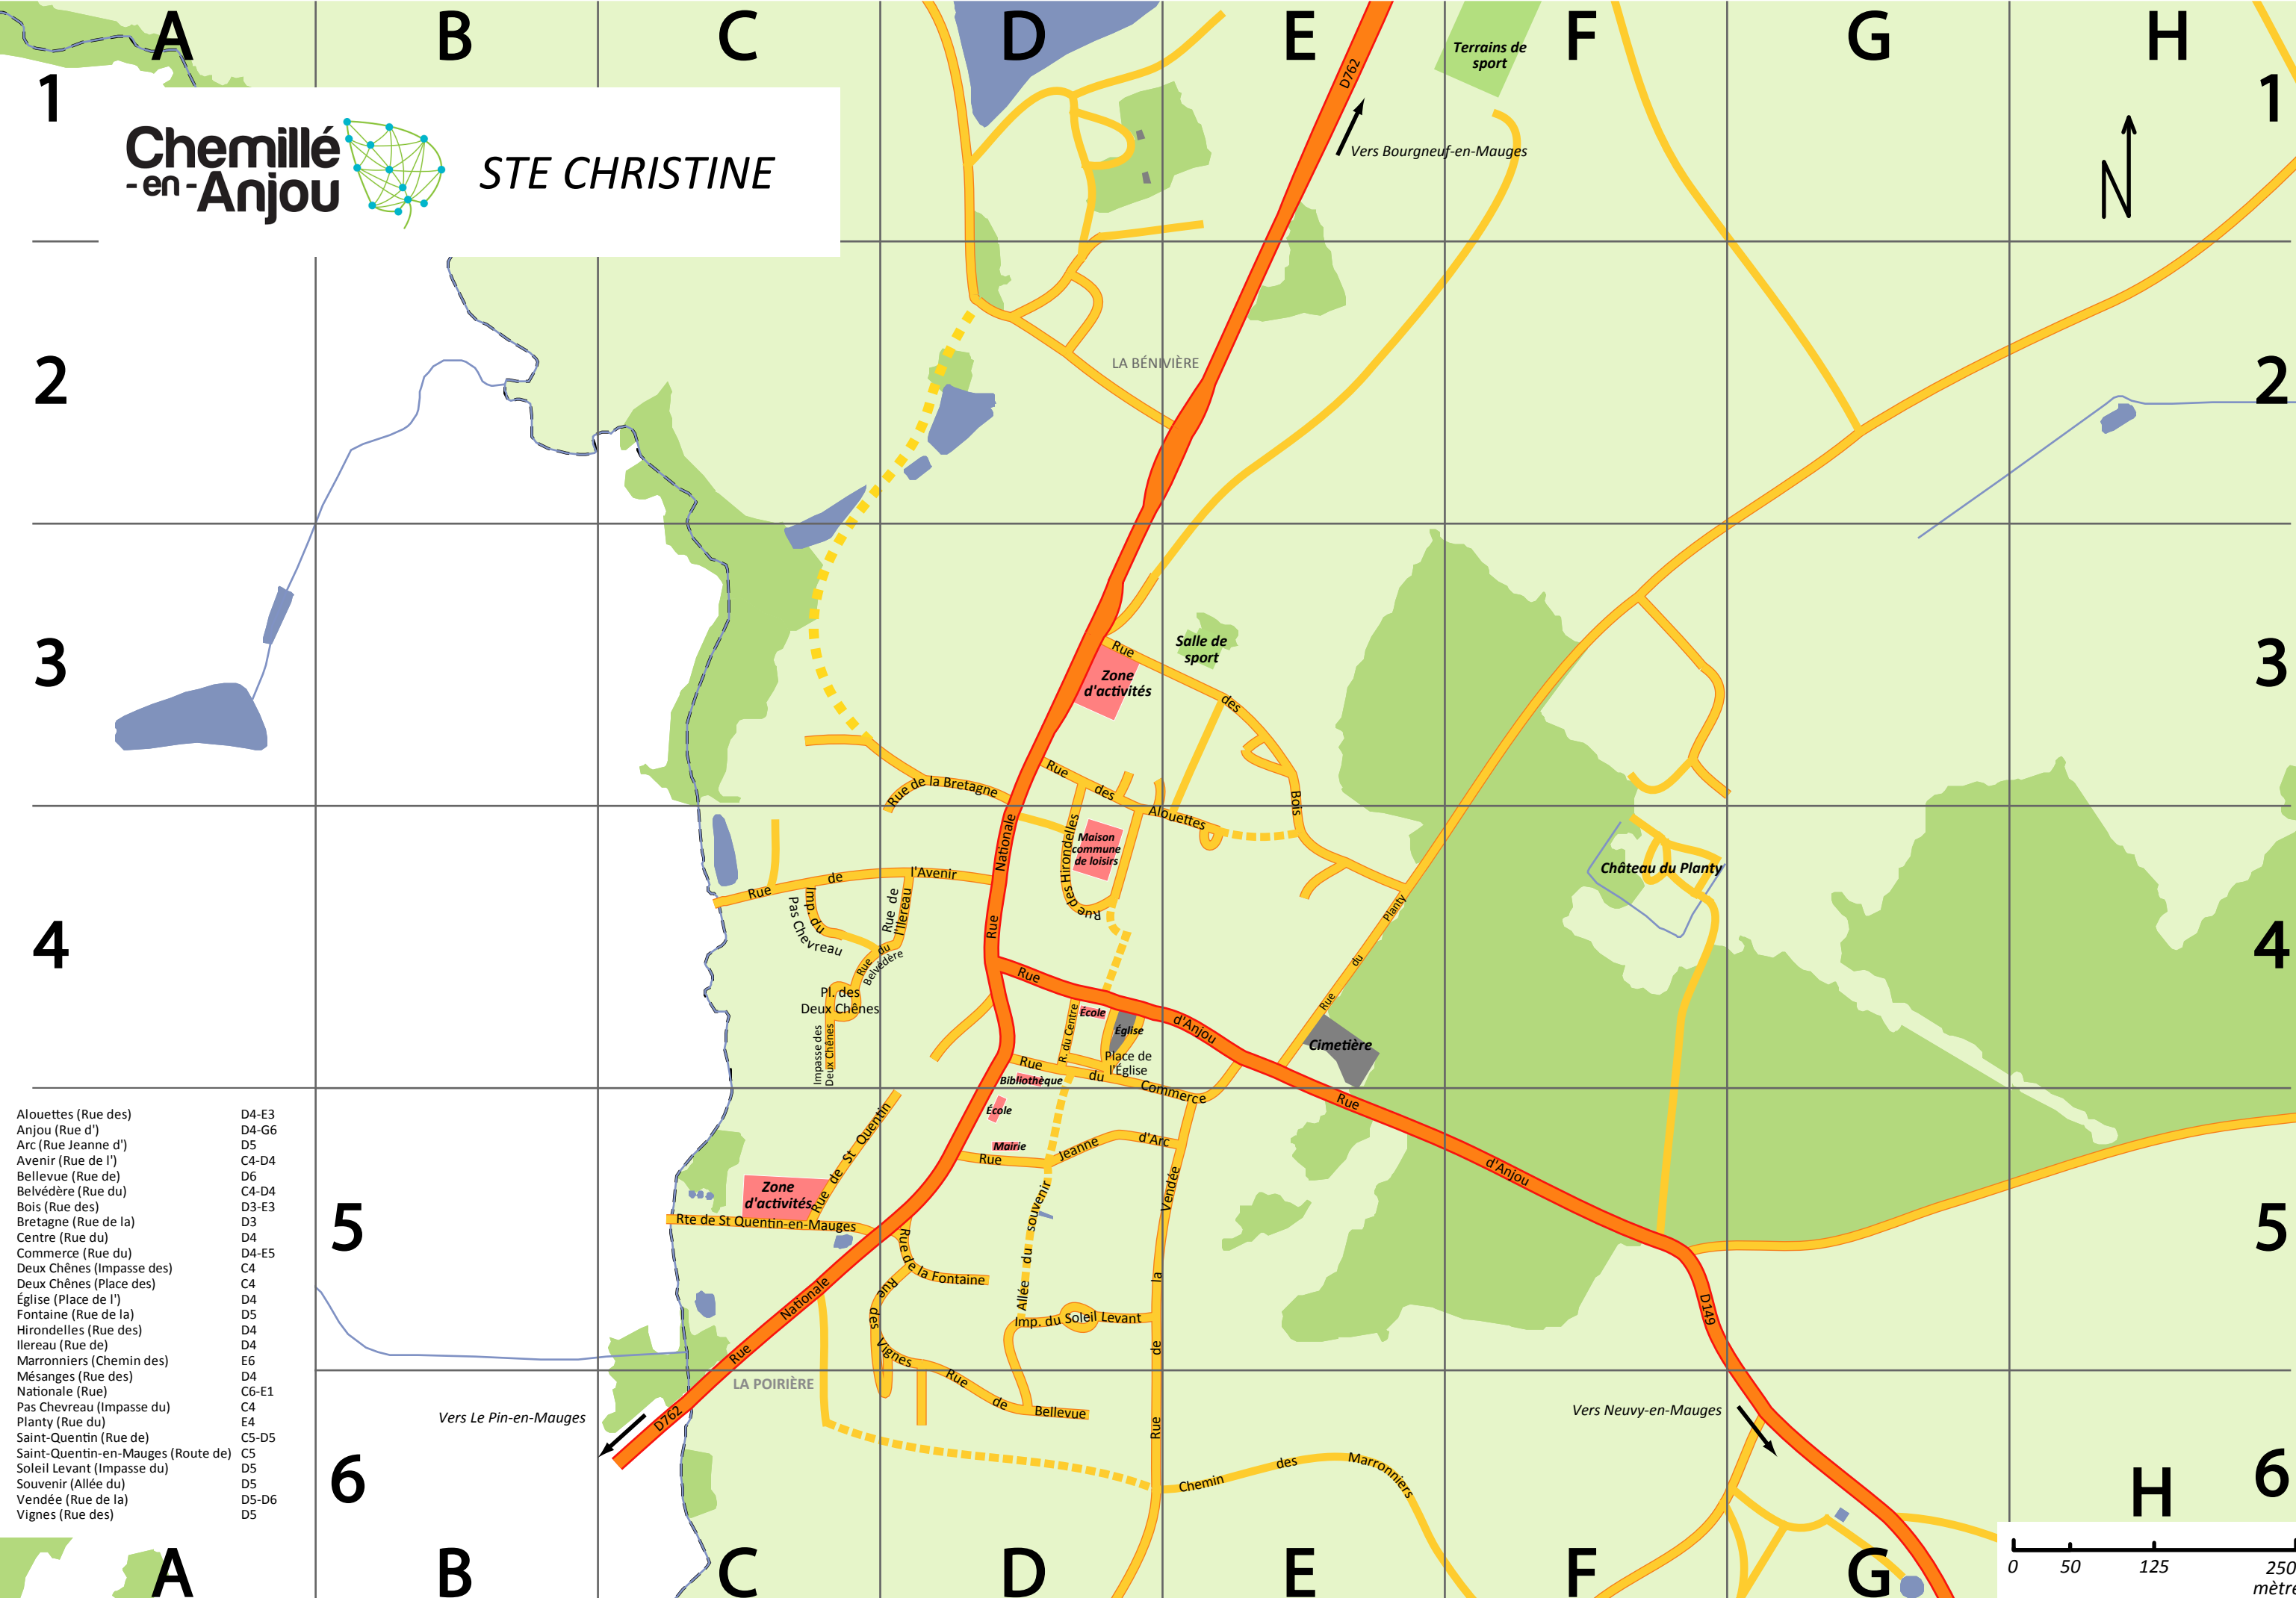 A B C D E F G H
1 1
Chemillé
- en -
Anjou
STE CHRISTINE
D762
Vers Bourgneuf-en-Mauges
Terrains de
sport
N
2 2
LA BÉNIVIÈRE
3 3
Salle de
sport
Zone
d'activités
Rue des Bois
Rue de la Bretagne
Rue des Alouettes
4 4
Rue Nationale
Rue des Hirondelles
Maison
commune
de loisirs
Château du Planty
Rue de l'Avenir
Imp. du
Pas Chevreau
Rue de
l'Ilereau
Rue du
Belvédère
Pl. des
Deux Chênes
Impasse des
Deux Chênes
Rue d'Anjou
Rue du Planty
R. du Centre
École
Église
Place de
l'Église
Cimetière
Rue du Commerce
Bibliothèque
Rue d'Anjou
5 5
École
Mairie
Rue Jeanne d'Arc
Rue de St Quentin
Zone
d'activités
Rte de St Quentin-en-Mauges
Rue de la Fontaine
Allée du souvenir
Rue de la Vendée
d'Anjou
D149
Rue Nationale
Rue des Vignes
Imp. du Soleil Levant
6 6
LA POIRIÈRE
Rue de Bellevue
Vers Le Pin-en-Mauges
D762
Vers Neuvy-en-Mauges
Chemin des Marronniers
Alouettes (Rue des) D4-E3
Anjou (Rue d') D4-G6
Arc (Rue Jeanne d') D5
Avenir (Rue de l') C4-D4
Bellevue (Rue de) D6
Belvédère (Rue du) C4-D4
Bois (Rue des) D3-E3
Bretagne (Rue de la) D3
Centre (Rue du) D4
Commerce (Rue du) D4-E5
Deux Chênes (Impasse des) C4
Deux Chênes (Place des) C4
Église (Place de l') D4
Fontaine (Rue de la) D5
Hirondelles (Rue des) D4
Ilereau (Rue de) D4
Marronniers (Chemin des) E6
Mésanges (Rue des) D4
Nationale (Rue) C6-E1
Pas Chevreau (Impasse du) C4
Planty (Rue du) E4
Saint-Quentin (Rue de) C5-D5
Saint-Quentin-en-Mauges (Route de) C5
Soleil Levant (Impasse du) D5
Souvenir (Allée du) D5
Vendée (Rue de la) D5-D6
Vignes (Rue des) D5
A B C D E F G H
0 50 125 250
mètre